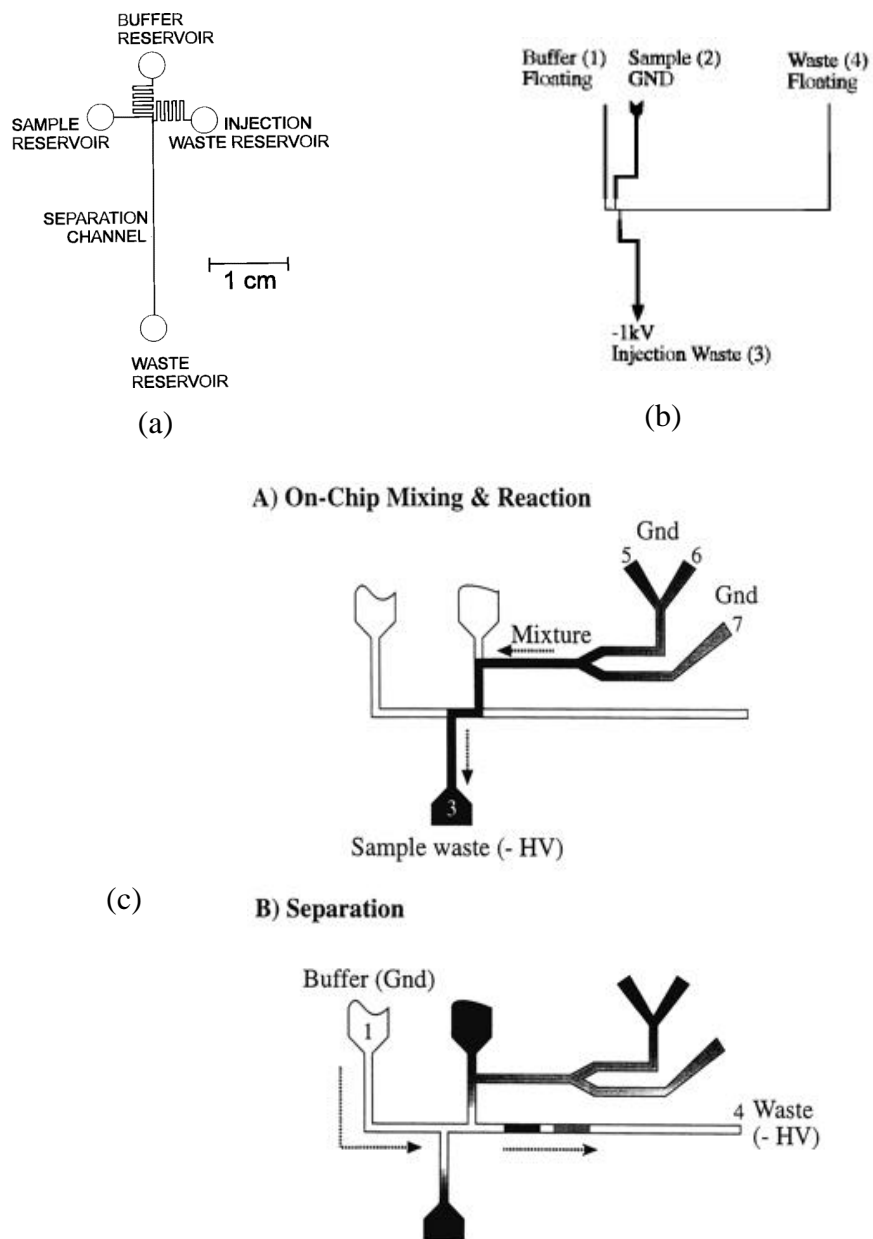 BUFFER
RESERVOIR
SAMPLE
RESERVOIR
INJECTION
WASTE RESERVOIR
SEPARATION
CHANNEL
1 cm
WASTE
RESERVOIR
(a)
Buffer (1)
Floating
Sample (2)
GND
Waste (4)
Floating
-1kV
Injection Waste (3)
(b)
A) On-Chip Mixing & Reaction
Gnd
5
6
Gnd
7
Mixture
3
Sample waste (- HV)
(c)
B) Separation
Buffer (Gnd)
1
4 Waste
(- HV)